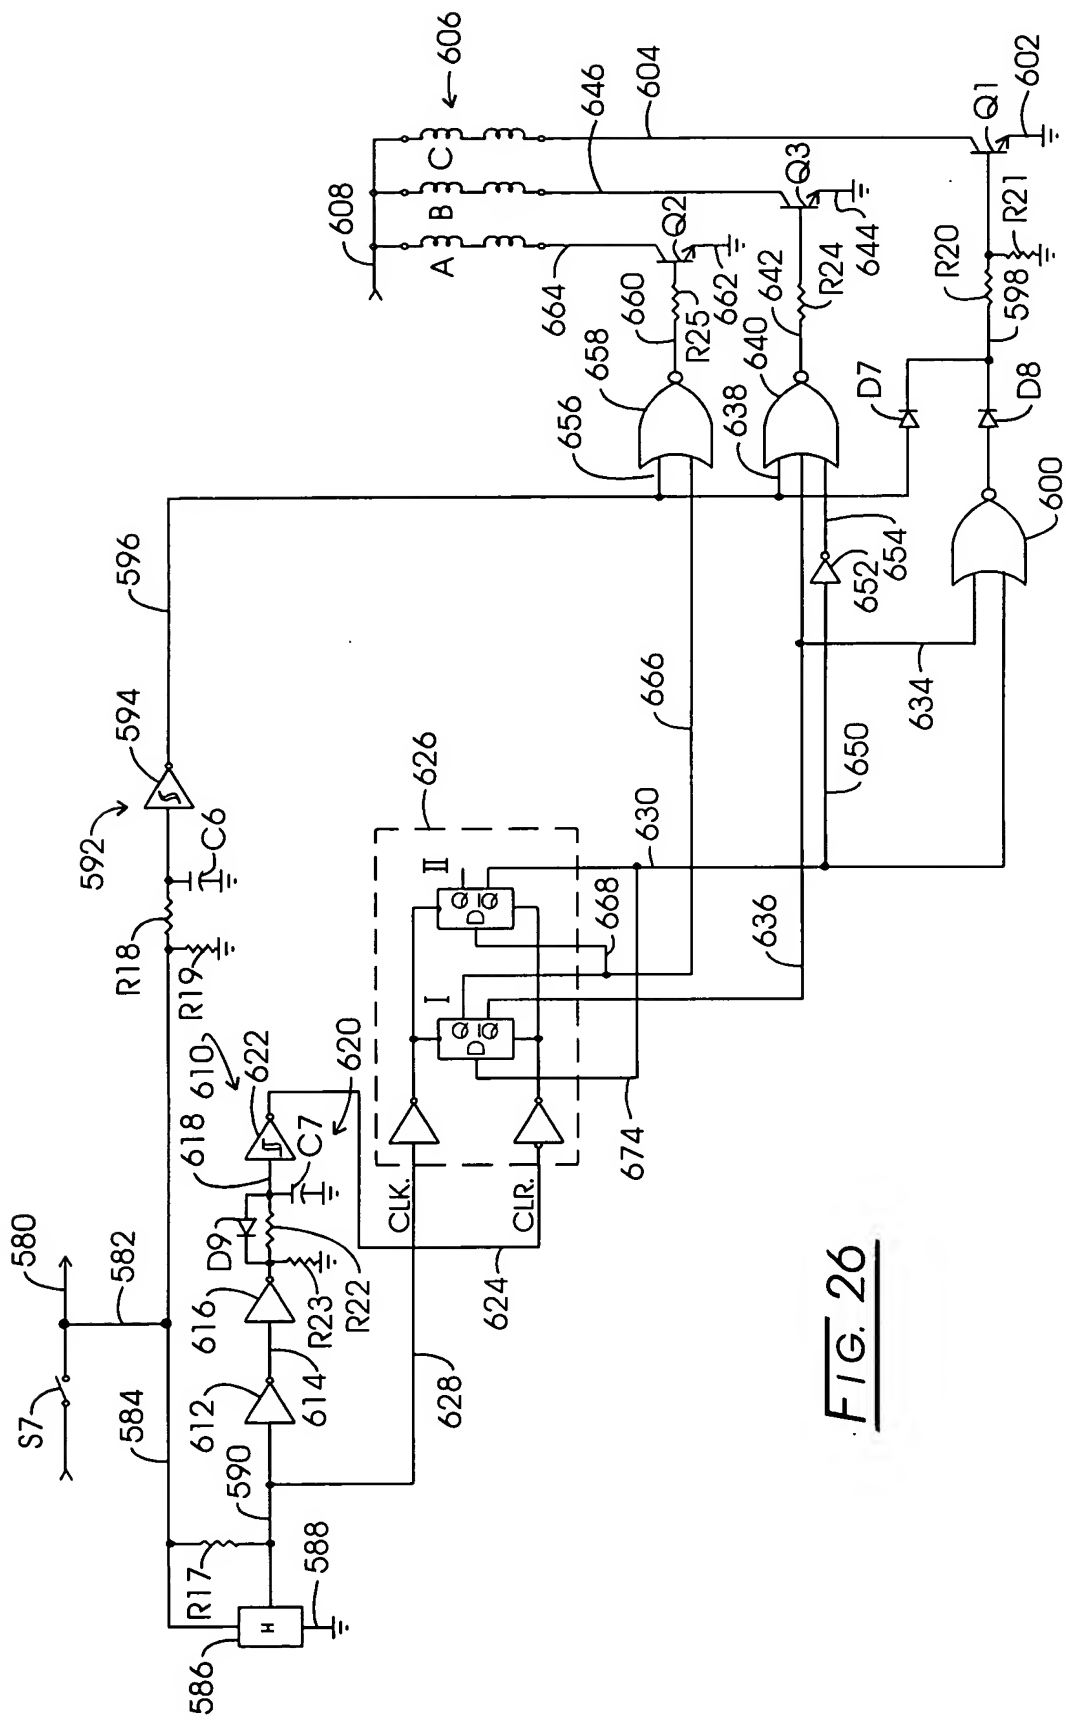 S7
580
582
584
R17
586
H
588
590
612
614
616
D9
R23
R22
618
610
622
C7
620
624
628
R19
R18
592
C6
594
596
CLK.
CLR.
I
II
D
Q
Q̅
D
Q
Q̅
626
668
674
630
636
650
666
634
652
654
656
658
638
640
660
R25
662
Q2
664
642
R24
644
Q3
646
604
A
B
C
606
608
D7
D8
600
598
R20
R21
Q1
602
FIG. 26